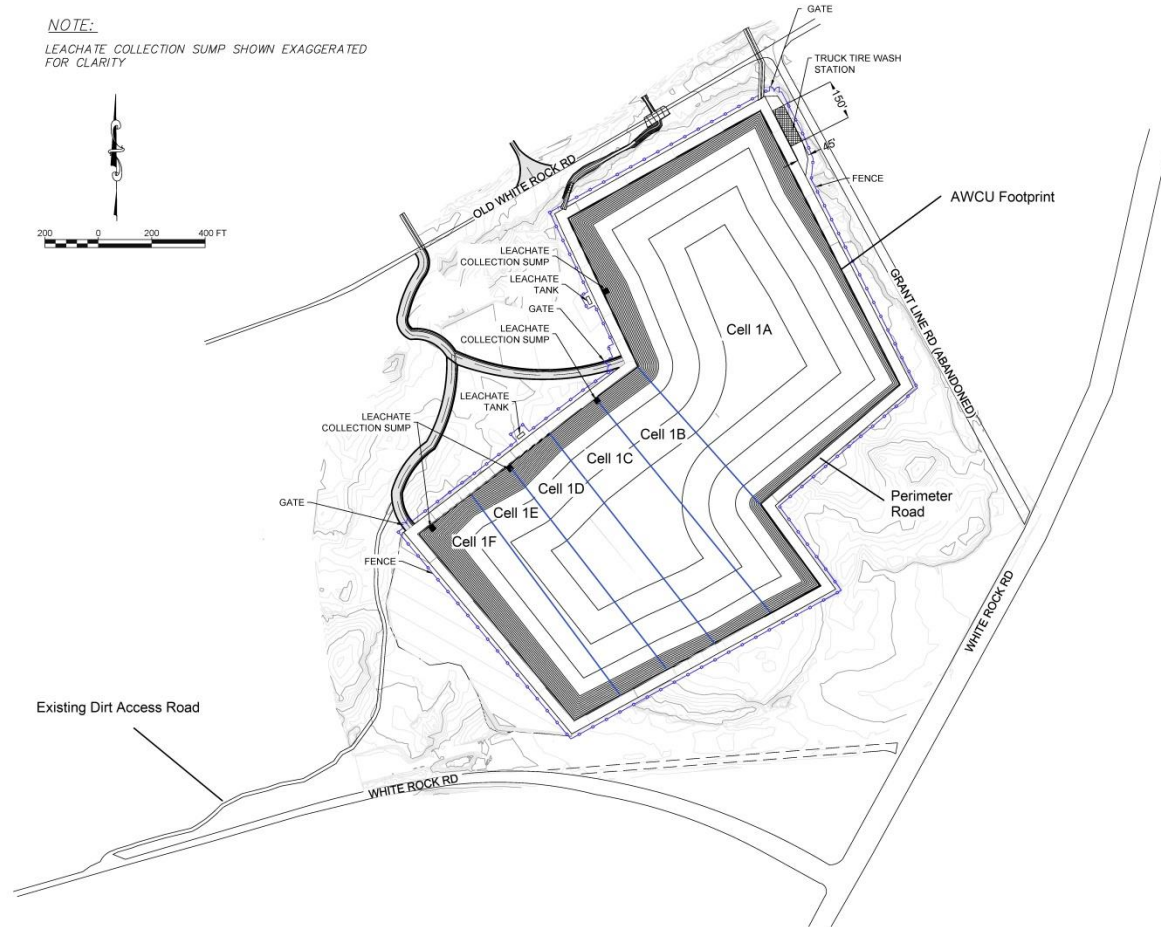 NOTE:
LEACHATE COLLECTION SUMP SHOWN EXAGGERATED
FOR CLARITY
200 0 200 400 FT
GATE
TRUCK TIRE WASH
STATION
150'
46'
FENCE
AWCU Footprint
OLD WHITE ROCK RD
GRANT LINE RD (ABANDONED)
LEACHATE
COLLECTION SUMP
LEACHATE
TANK
GATE
LEACHATE
COLLECTION SUMP
LEACHATE
TANK
LEACHATE
COLLECTION SUMP
GATE
FENCE
Cell 1A
Cell 1B
Cell 1C
Cell 1D
Cell 1E
Cell 1F
Perimeter
Road
WHITE ROCK RD
Existing Dirt Access Road
WHITE ROCK RD